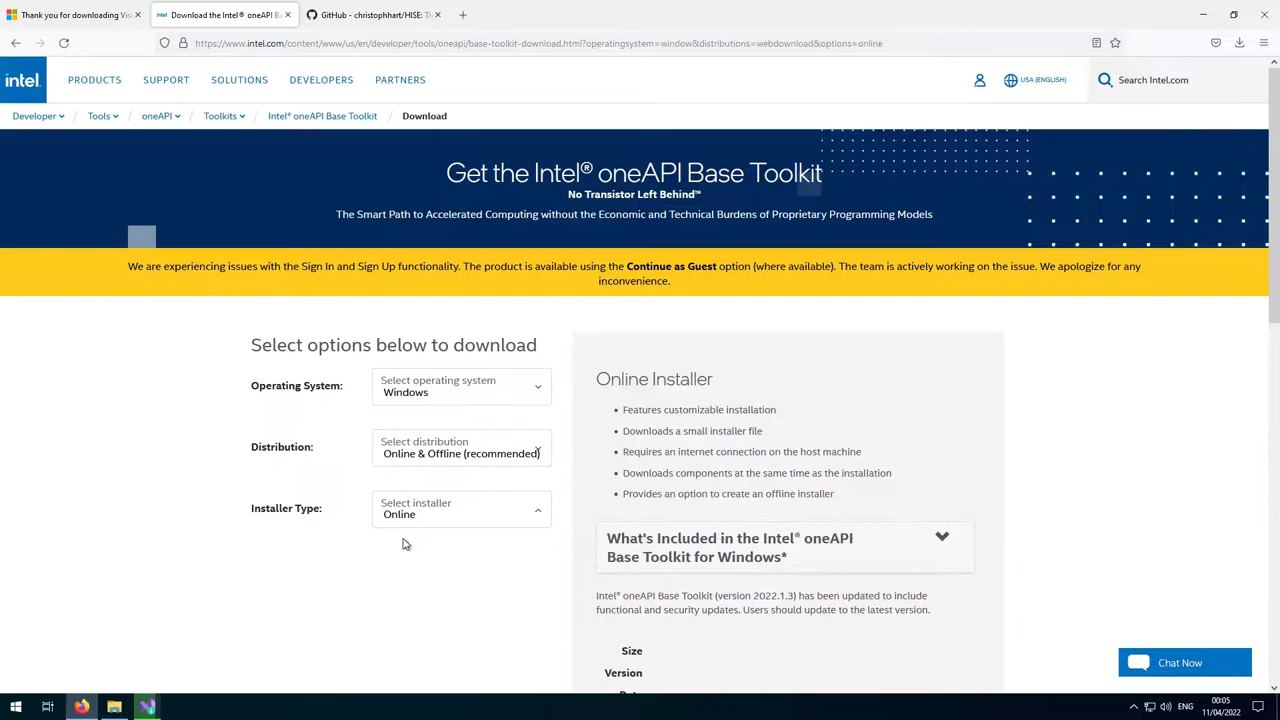 Thank you for downloading Visu
Download the Intel® oneAPI Ba
GitHub - christophhart/HISE: Th
https://www.intel.com/content/www/us/en/developer/tools/oneapi/base-toolkit-download.html?operatingsystem=window&distributions=webdownload&options=online
intel.
PRODUCTS
SUPPORT
SOLUTIONS
DEVELOPERS
PARTNERS
USA (ENGLISH)
Search Intel.com
Developer / Tools / oneAPI / Toolkits / Intel® oneAPI Base Toolkit / Download
Get the Intel® oneAPI Base Toolkit
No Transistor Left Behind™
The Smart Path to Accelerated Computing without the Economic and Technical Burdens of Proprietary Programming Models
We are experiencing issues with the Sign In and Sign Up functionality. The product is available using the Continue as Guest option (where available). The team is actively working on the issue. We apologize for any
inconvenience.
Select options below to download
Operating System:
Select operating system
Windows
Distribution:
Select distribution
Online & Offline (recommended)
Installer Type:
Select installer
Online
Online Installer
• Features customizable installation
• Downloads a small installer file
• Requires an internet connection on the host machine
• Downloads components at the same time as the installation
• Provides an option to create an offline installer
What's Included in the Intel® oneAPI
Base Toolkit for Windows*
Intel® oneAPI Base Toolkit (version 2022.1.3) has been updated to include
functional and security updates. Users should update to the latest version.
Size
Version
Chat Now
ENG
00:05
11/04/2022